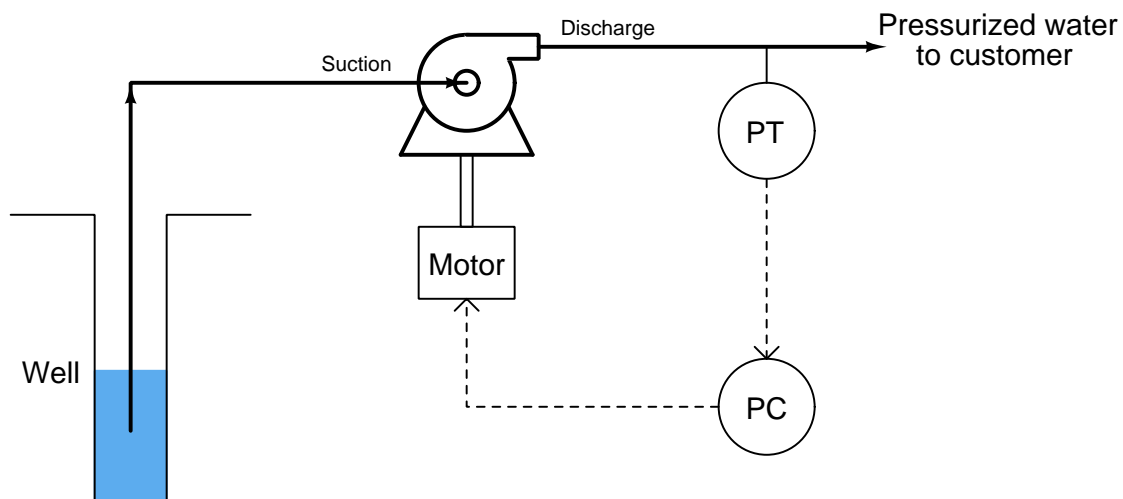 Pressurized water
to customer
Discharge
Suction
PT
Motor
Well
PC